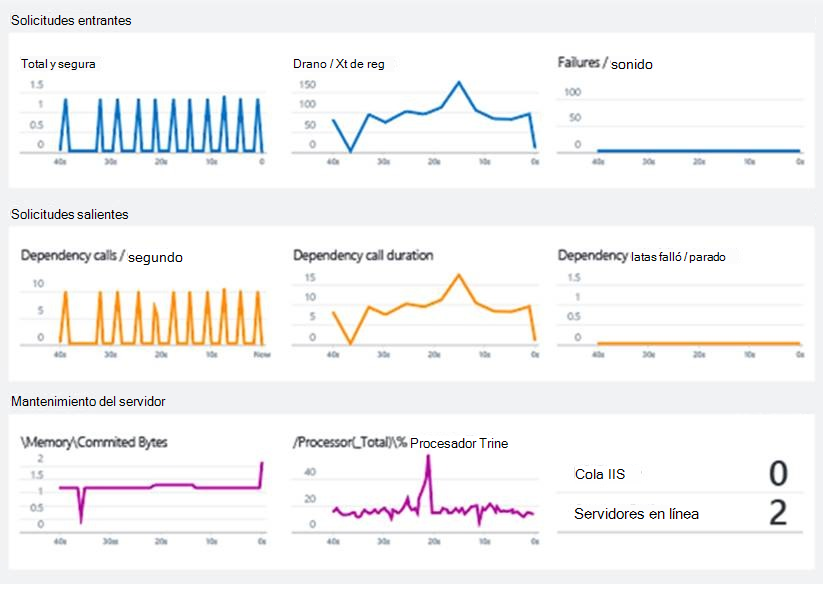 Solicitudes entrantes
Total y segura
1.5
1
0.5
0
40s 30s 20s 10s 0
Drano / Xt de reg
150
100
50
0
40s 30s 20s 10s 0s
Failures / sonido
100
50
0
40s 30s 20s 10s 0s
Solicitudes salientes
Dependency calls / segundo
10
5
0
40s 30s 20s 10s Now
Dependency call duration
15
10
5
0
40s 30s 20s 10s 0s
Dependency latas falló / parado
1.5
1
0.5
0
40s 30s 20s 10s 0s
Mantenimiento del servidor
\Memory\Commited Bytes
2
1.5
1
0.5
0
40s 30s 20s 10s 0s
/Processor(_Total)\% Procesador Trine
40
20
0
40s 30s 20s 10s 0s
Cola IIS 0
Servidores en línea 2